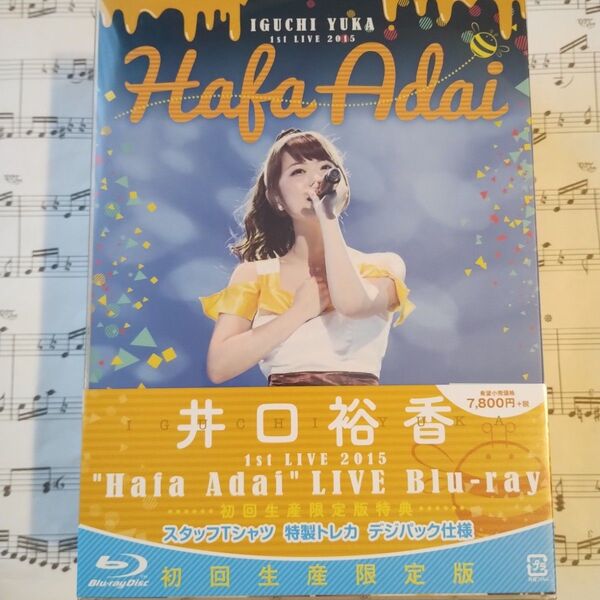 IGUCHI YUKA
1st LIVE 2015
Hafa Adai
希望小売価格
7,800円+税
井口裕香
IGUCHI YUKA
1st LIVE 2015
"Hafa Adai" LIVE Blu-ray
初回生産限定版特典
スタッフTシャツ 特製トレカ デジパック仕様
Blu-ray Disc
初回生産限定版